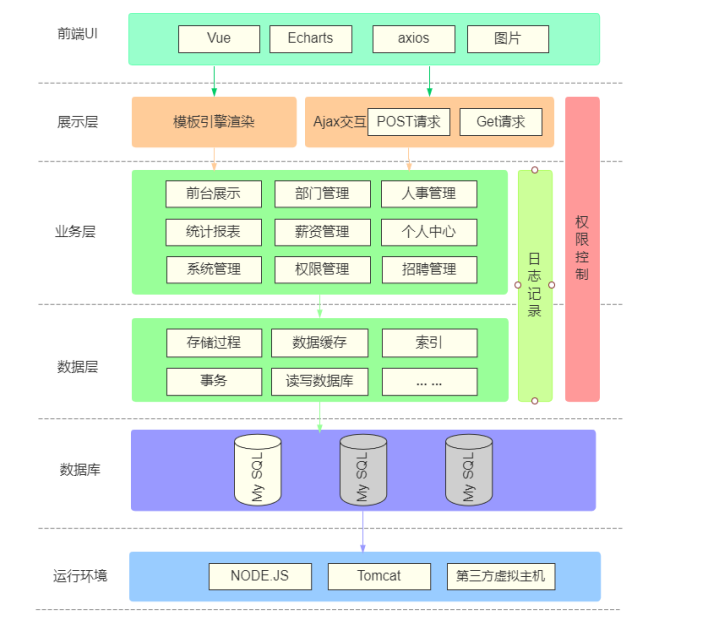 前端UI
Vue
Echarts
axios
图片
展示层
模板引擎渲染
Ajax交互
POST请求
Get请求
业务层
前台展示
部门管理
人事管理
统计报表
薪资管理
个人中心
系统管理
权限管理
招聘管理
日志记录
权限控制
数据层
存储过程
数据缓存
索引
事务
读写数据库
... ...
数据库
My SQL
My SQL
My SQL
运行环境
NODE.JS
Tomcat
第三方虚拟主机